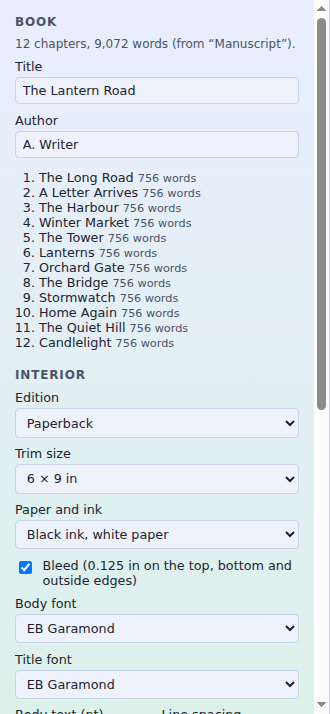 BOOK
12 chapters, 9,072 words (from “Manuscript”).
Title
The Lantern Road
Author
A. Writer
1. The Long Road 756 words
2. A Letter Arrives 756 words
3. The Harbour 756 words
4. Winter Market 756 words
5. The Tower 756 words
6. Lanterns 756 words
7. Orchard Gate 756 words
8. The Bridge 756 words
9. Stormwatch 756 words
10. Home Again 756 words
11. The Quiet Hill 756 words
12. Candlelight 756 words
INTERIOR
Edition
Paperback
Trim size
6 × 9 in
Paper and ink
Black ink, white paper
Bleed (0.125 in on the top, bottom and
outside edges)
Body font
EB Garamond
Title font
EB Garamond
Body text (pt) Line spacing